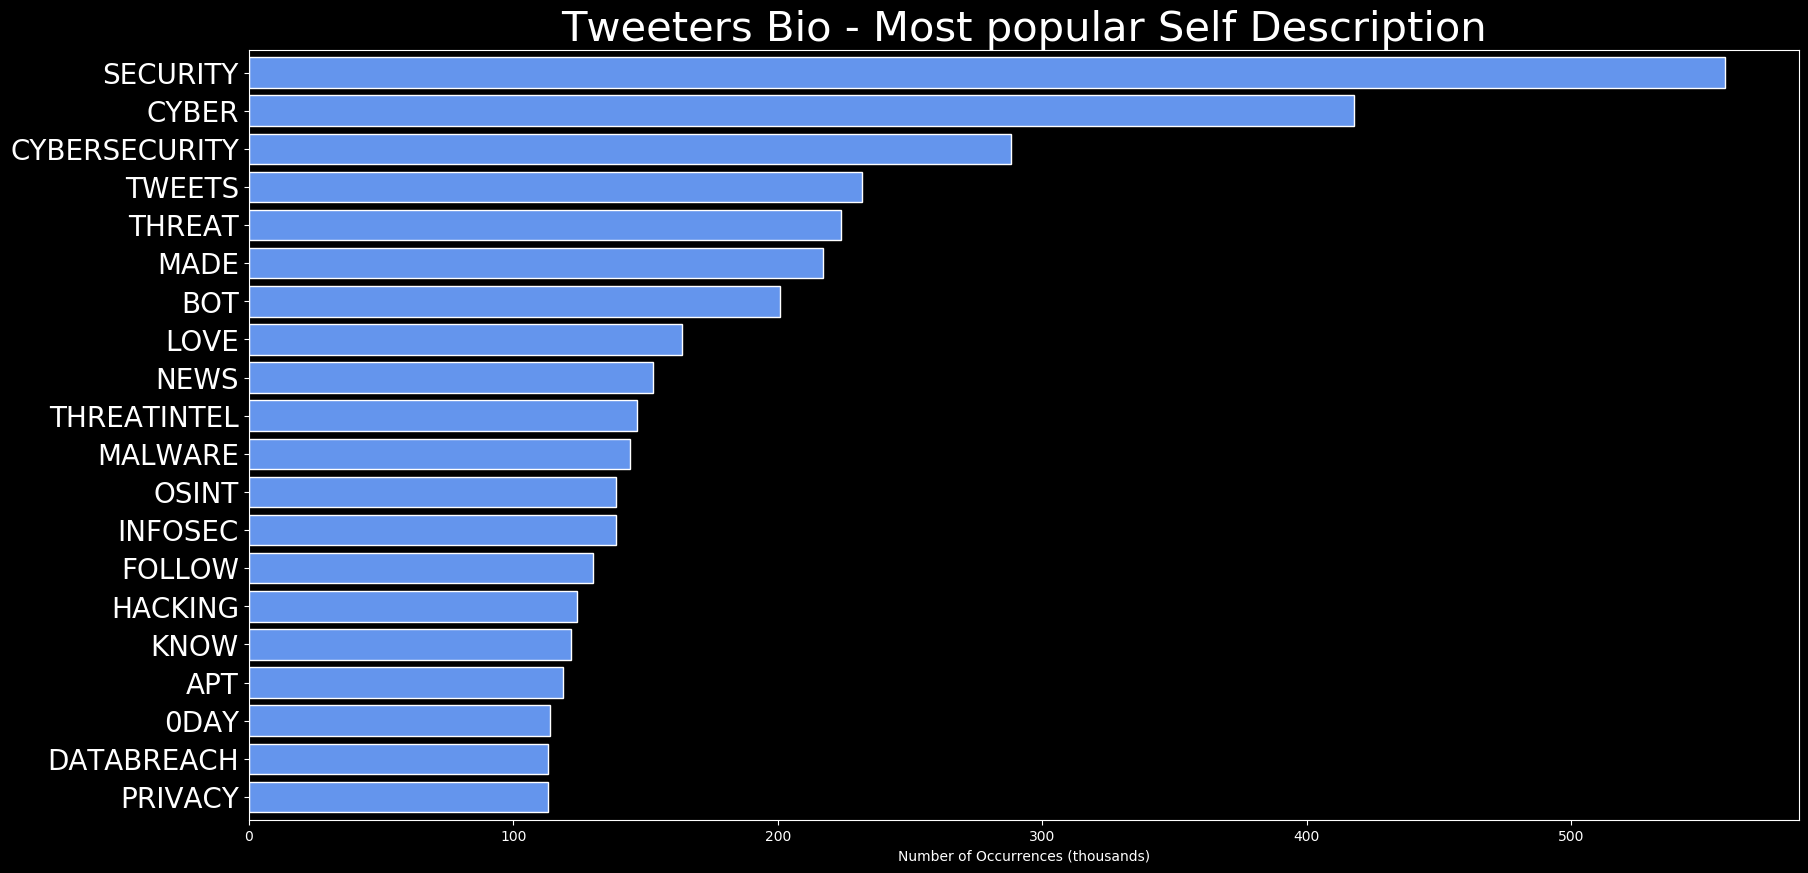 Tweeters Bio - Most popular Self Description
SECURITY
CYBER
CYBERSECURITY
TWEETS
THREAT
MADE
BOT
LOVE
NEWS
THREATINTEL
MALWARE
OSINT
INFOSEC
FOLLOW
HACKING
KNOW
APT
0DAY
DATABREACH
PRIVACY
0 100 200 300 400 500
Number of Occurrences (thousands)